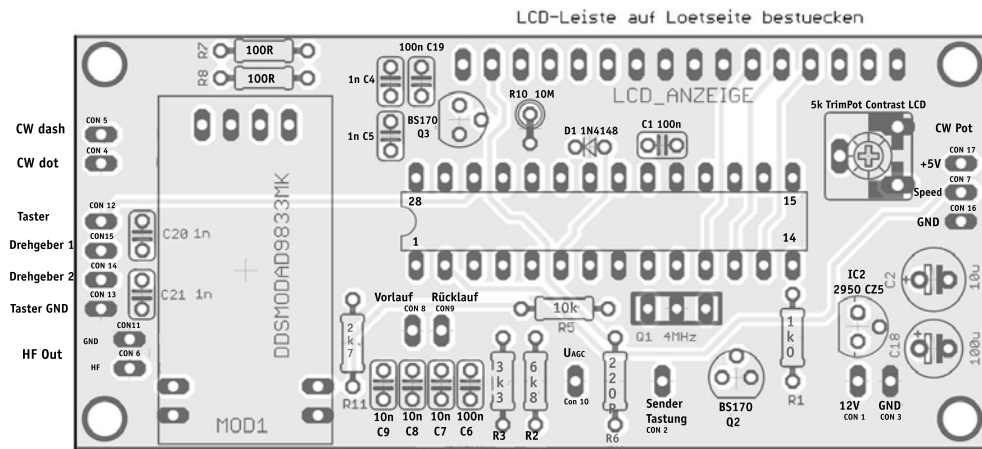 LCD-Leiste auf Loetseite bestuecken
R7 100R
R8 100R
100n C19
1n C4
1n C5
BS170
Q3
R10 10M
LCD_ANZEIGE
D1 1N4148
C1 100n
5k TrimPot Contrast LCD
CW Pot
CON 17
+5V
CON 7
Speed
CON 16
GND
CON 5
CW dash
CON 4
CW dot
CON 12
Taster
CON15
Drehgeber 1
CON 14
Drehgeber 2
CON 13
Taster GND
CON11
GND
HF Out
CON 6
HF
C20 1n
C21 1n
DDSMODAD9833MK
MOD1
28
15
1
14
Vorlauf
CON 8
Rücklauf
CON9
2k7
R11
10k
R5
Q1 4MHz
1k0
R1
IC2
2950 CZ5
C2
10u
C18
100u
10n
C9
10n
C8
10n
C7
100n
C6
3k3
R3
6k8
R2
UAGC
Con 10
220R
R6
Sender
Tastung
CON 2
BS170
Q2
12V
CON 1
GND
CON 3